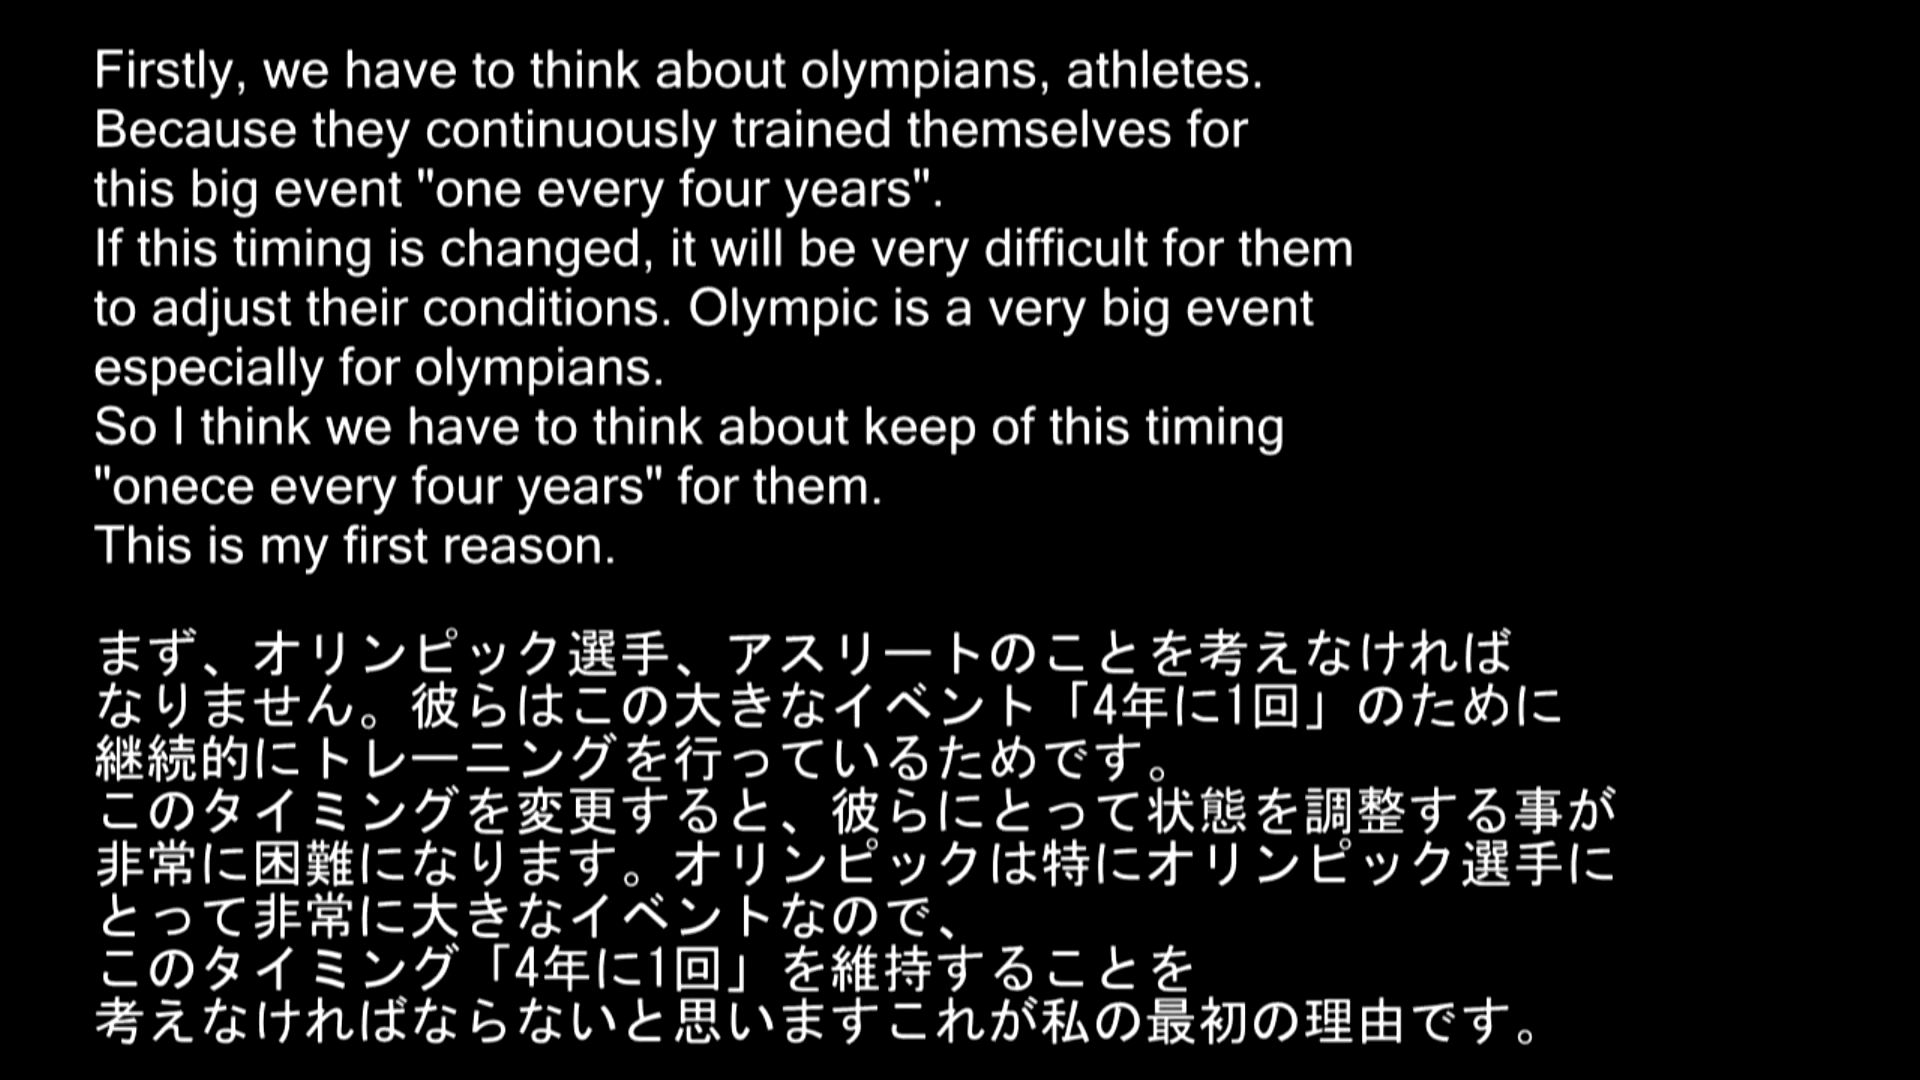 Firstly, we have to think about olympians, athletes.
Because they continuously trained themselves for
this big event "one every four years".
If this timing is changed, it will be very difficult for them
to adjust their conditions. Olympic is a very big event
especially for olympians.
So I think we have to think about keep of this timing
"onece every four years" for them.
This is my first reason.
まず、オリンピック選手、アスリートのことを考えなければ
なりません。彼らはこの大きなイベント「4年に1回」のために
継続的にトレーニングを行っているためです。
このタイミングを変更すると、彼らにとって状態を調整する事が
非常に困難になります。オリンピックは特にオリンピック選手に
とって非常に大きなイベントなので、
このタイミング「4年に1回」を維持することを
考えなければならないと思いますこれが私の最初の理由です。